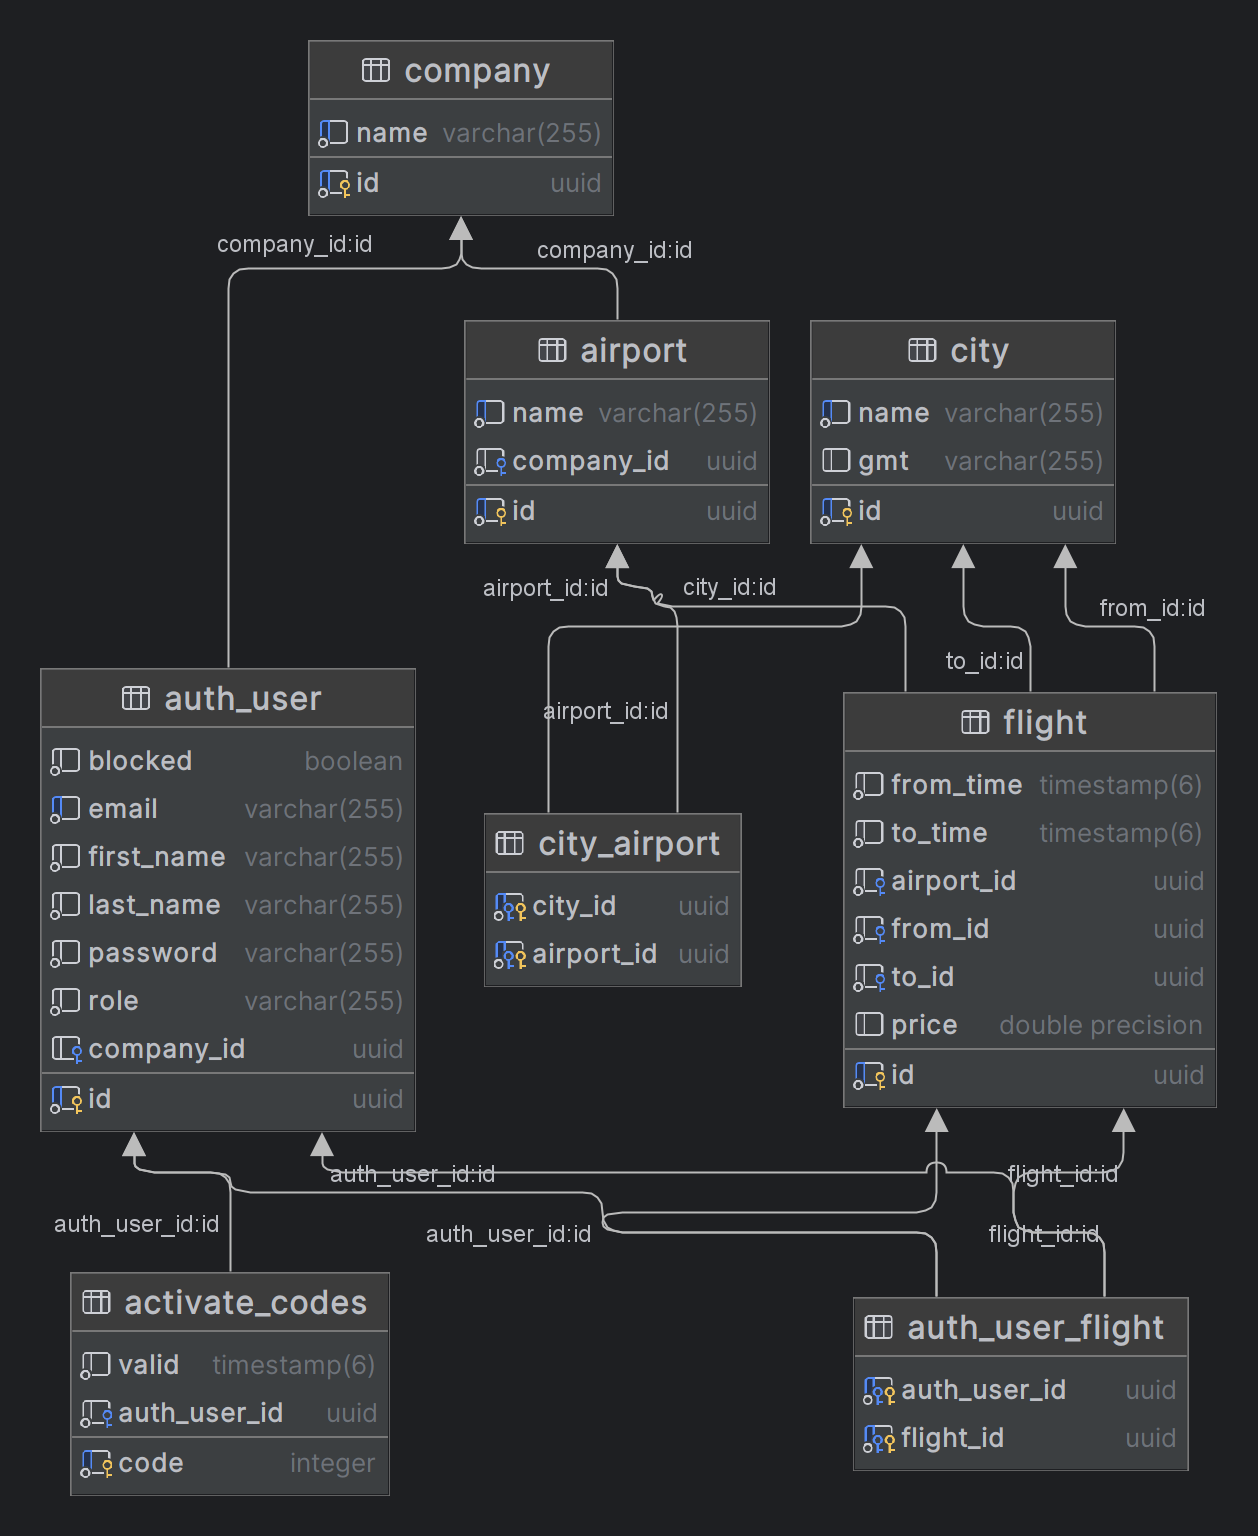 company
name varchar(255)
id uuid
company_id:id
company_id:id
airport
name varchar(255)
company_id uuid
id uuid
city
name varchar(255)
gmt varchar(255)
id uuid
airport_id:id
city_id:id
from_id:id
to_id:id
airport_id:id
auth_user
blocked boolean
email varchar(255)
first_name varchar(255)
last_name varchar(255)
password varchar(255)
role varchar(255)
company_id uuid
id uuid
city_airport
city_id uuid
airport_id uuid
flight
from_time timestamp(6)
to_time timestamp(6)
airport_id uuid
from_id uuid
to_id uuid
price double precision
id uuid
auth_user_id:id
flight_id:id
auth_user_id:id
auth_user_id:id
flight_id:id
activate_codes
valid timestamp(6)
auth_user_id uuid
code integer
auth_user_flight
auth_user_id uuid
flight_id uuid